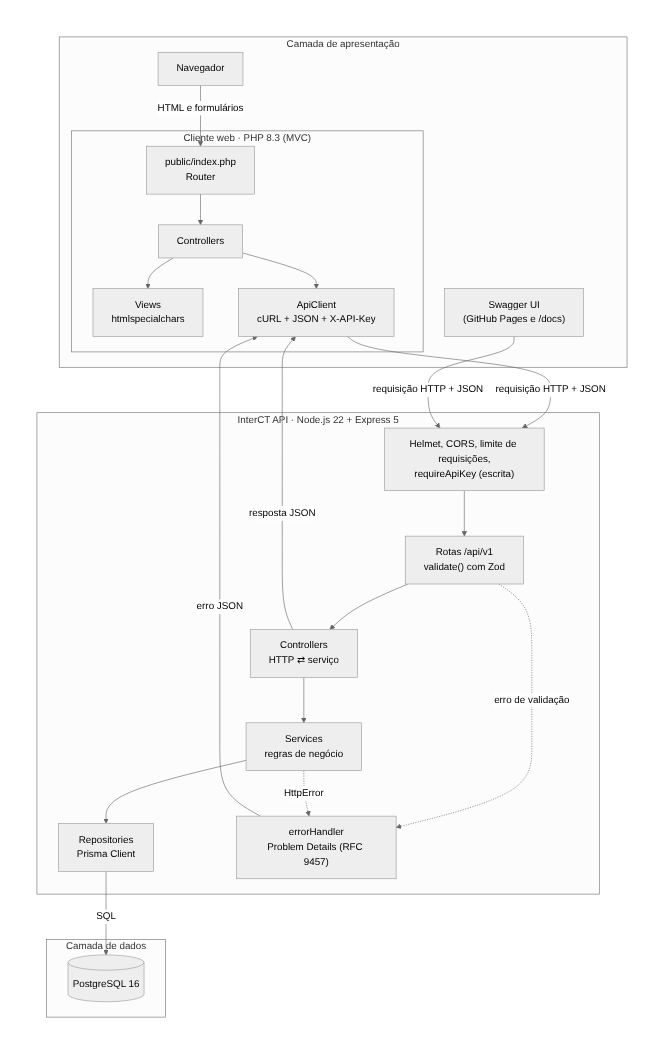 Camada de apresentação
Navegador
HTML e formulários
Cliente web · PHP 8.3 (MVC)
public/index.php
Router
Controllers
Views
htmlspecialchars
ApiClient
cURL + JSON + X-API-Key
Swagger UI
(GitHub Pages e /docs)
requisição HTTP + JSON
requisição HTTP + JSON
InterCT API · Node.js 22 + Express 5
Helmet, CORS, limite de
requisições,
requireApiKey (escrita)
resposta JSON
Rotas /api/v1
validate() com Zod
erro JSON
Controllers
HTTP ⇄ serviço
erro de validação
Services
regras de negócio
HttpError
Repositories
Prisma Client
errorHandler
Problem Details (RFC
9457)
SQL
Camada de dados
PostgreSQL 16